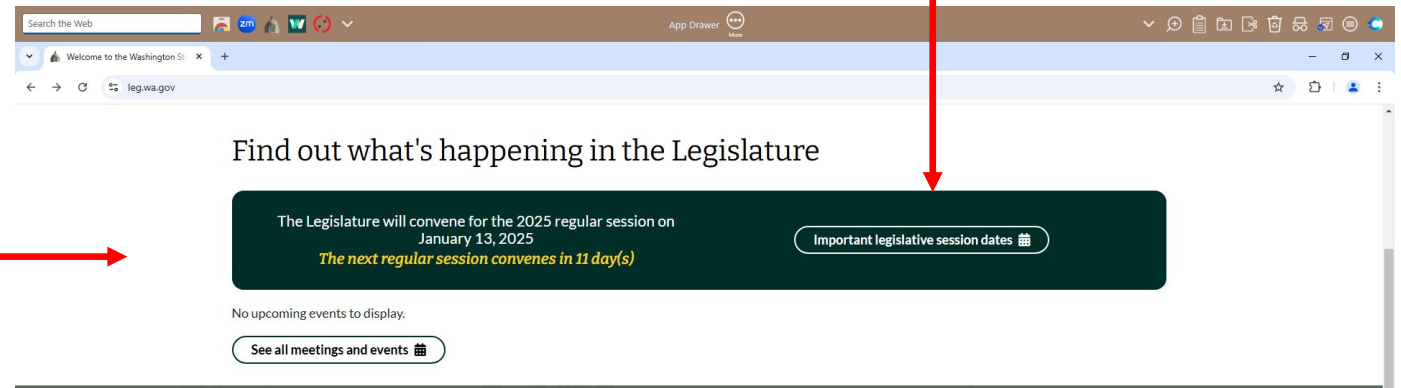 Search the Web
zm
W
App Drawer
More
Welcome to the Washington St
leg.wa.gov
Find out what's happening in the Legislature
The Legislature will convene for the 2025 regular session on
January 13, 2025
The next regular session convenes in 11 day(s)
Important legislative session dates
No upcoming events to display.
See all meetings and events